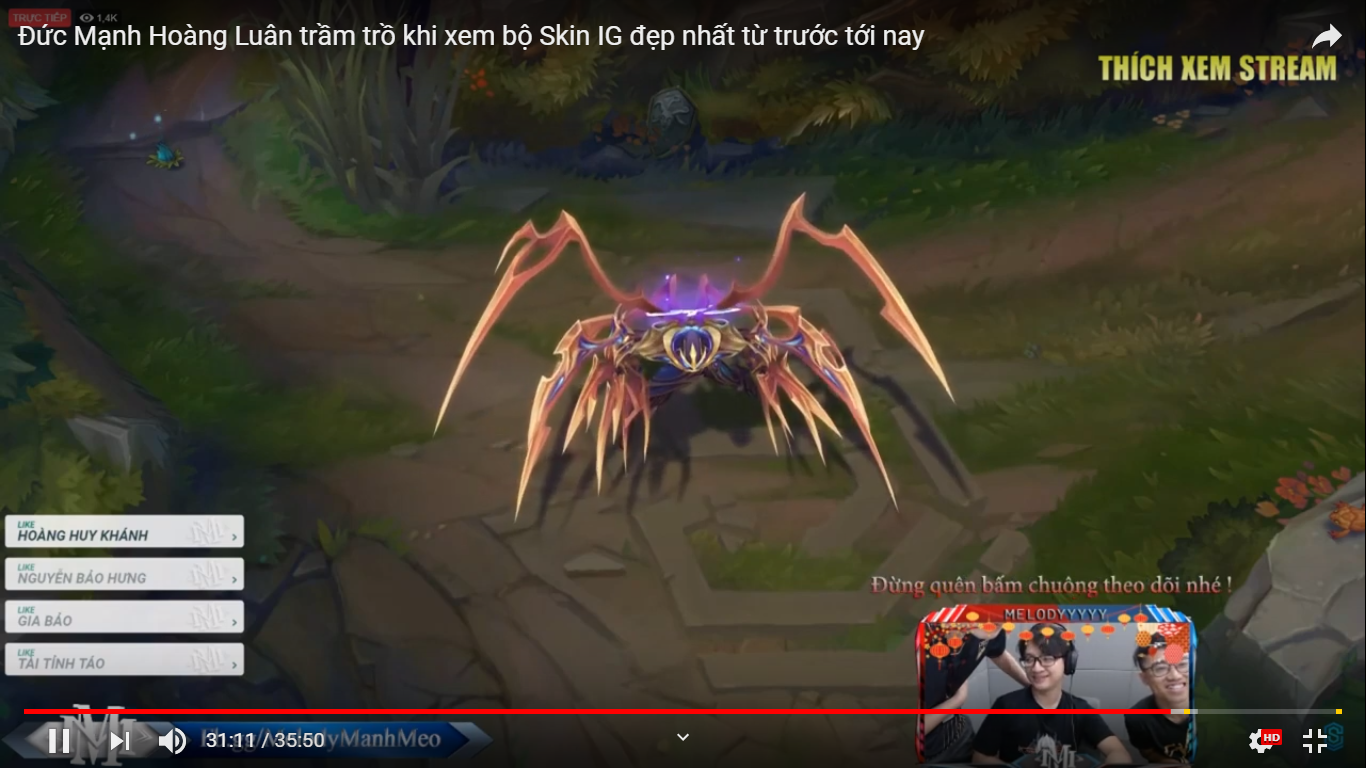 TRỰC TIẾP 1,4K
Đức Mạnh Hoàng Luân trầm trồ khi xem bộ Skin IG đẹp nhất từ trước tới nay
THÍCH XEM STREAM
LIKE
HOÀNG HUY KHÁNH
LIKE
NGUYỄN BẢO HƯNG
LIKE
GIA BẢO
LIKE
TÀI TỈNH TÁO
Đừng quên bấm chuông theo dõi nhé !
MELODYYYYY
31:11 / 35:50
ManhMeo
HD